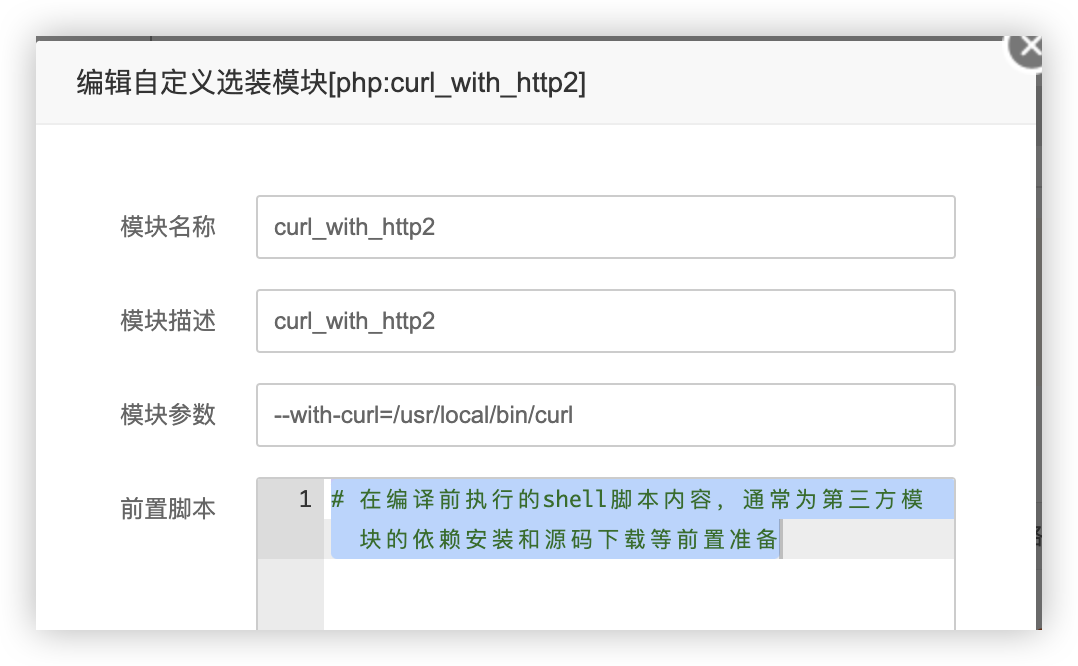 编辑自定义选装模块[php:curl_with_http2]
模块名称 curl_with_http2
模块描述 curl_with_http2
模块参数 --with-curl=/usr/local/bin/curl
前置脚本 1 # 在编译前执行的shell脚本内容，通常为第三方模
块的依赖安装和源码下载等前置准备